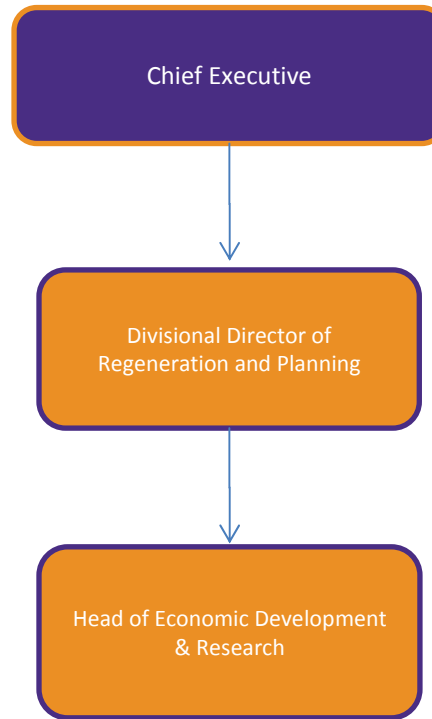 Chief Executive
Divisional Director of
Regeneration and Planning
Head of Economic Development
& Research